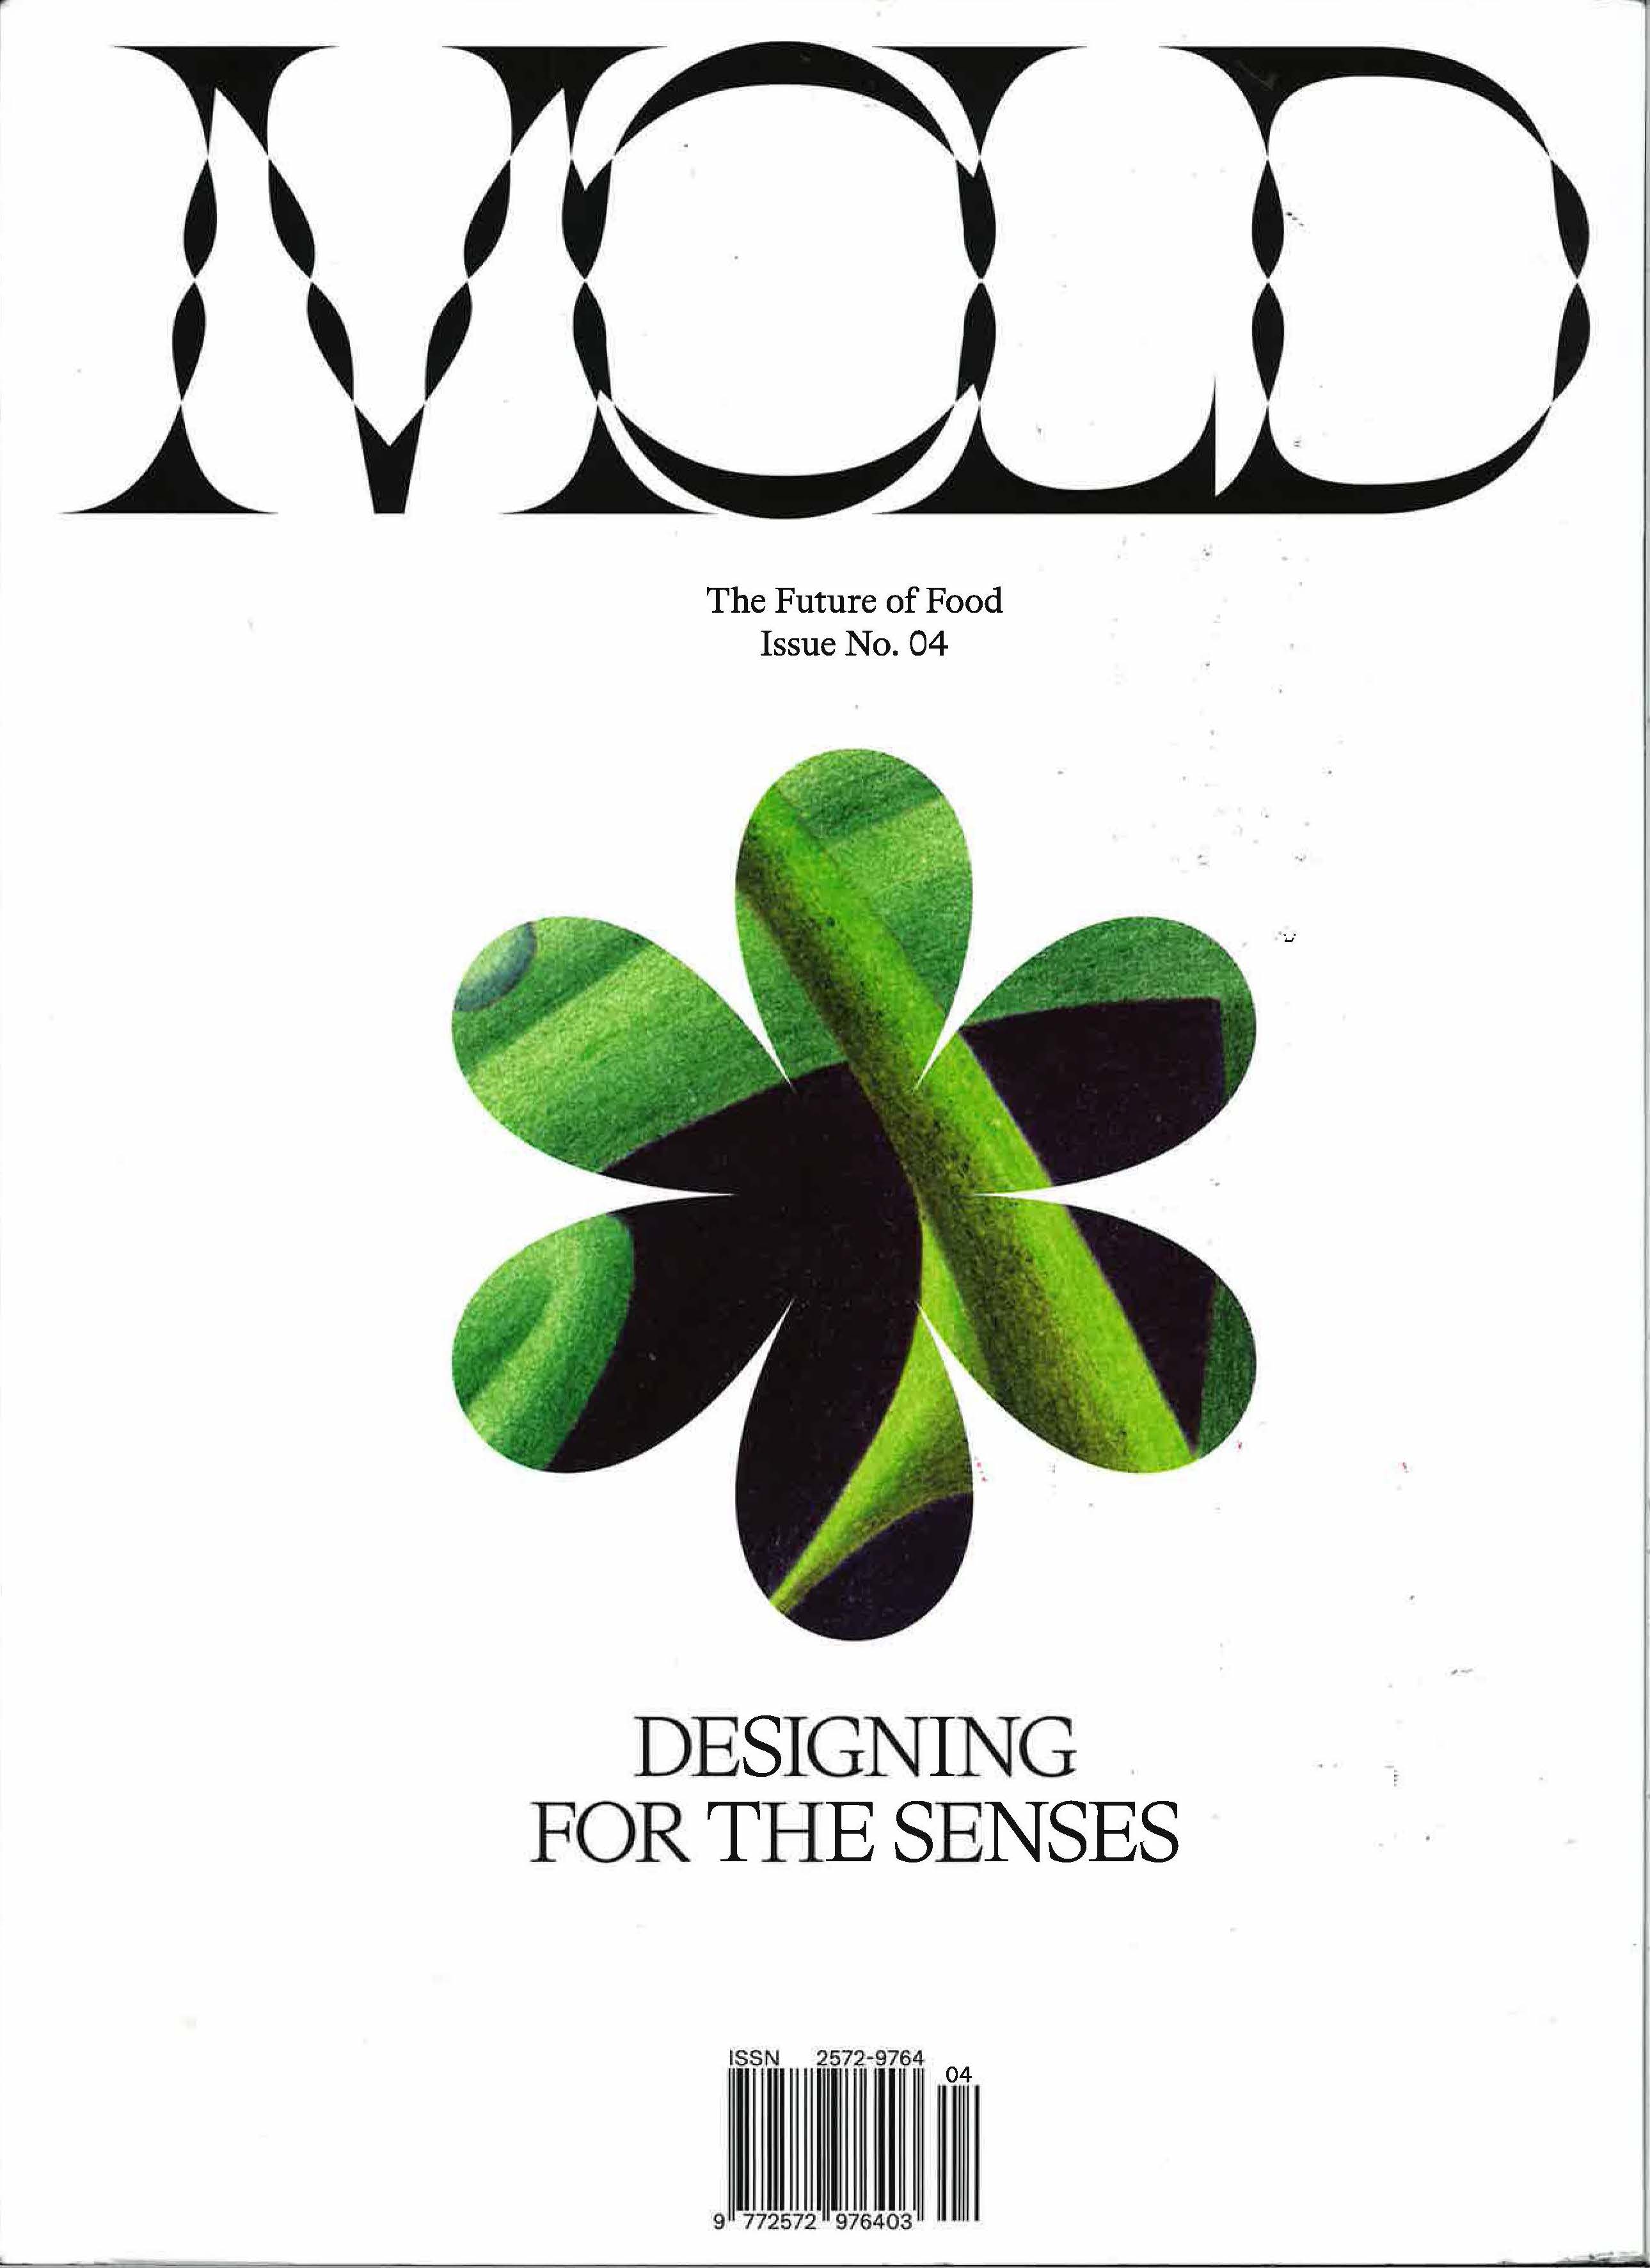 MOLD
The Future of Food
Issue No. 04
DESIGNING
FOR THE SENSES
ISSN 2572-9764
04
9 772572 976403